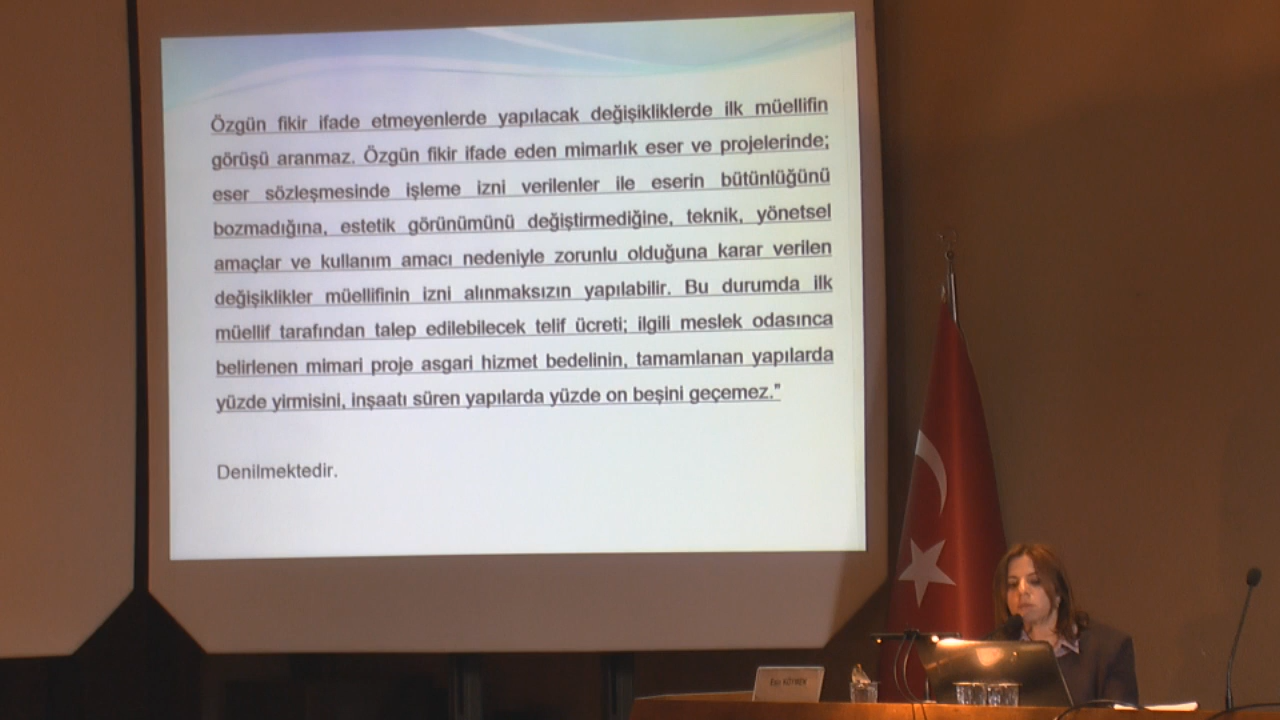 Özgün fikir ifade etmeyenlerde yapılacak değişikliklerde ilk müellifin
görüşü aranmaz. Özgün fikir ifade eden mimarlık eser ve projelerinde;
eser sözleşmesinde işleme izni verilenler ile eserin bütünlüğünü
bozmadığına, estetik görünümünü değiştirmediğine, teknik, yönetsel
amaçlar ve kullanım amacı nedeniyle zorunlu olduğuna karar verilen
değişiklikler müellifinin izni alınmaksızın yapılabilir. Bu durumda ilk
müellif tarafından talep edilebilecek telif ücreti; ilgili meslek odasınca
belirlenen mimari proje asgari hizmet bedelinin, tamamlanan yapılarda
yüzde yirmisini, inşaatı süren yapılarda yüzde on beşini geçemez."
Denilmektedir.